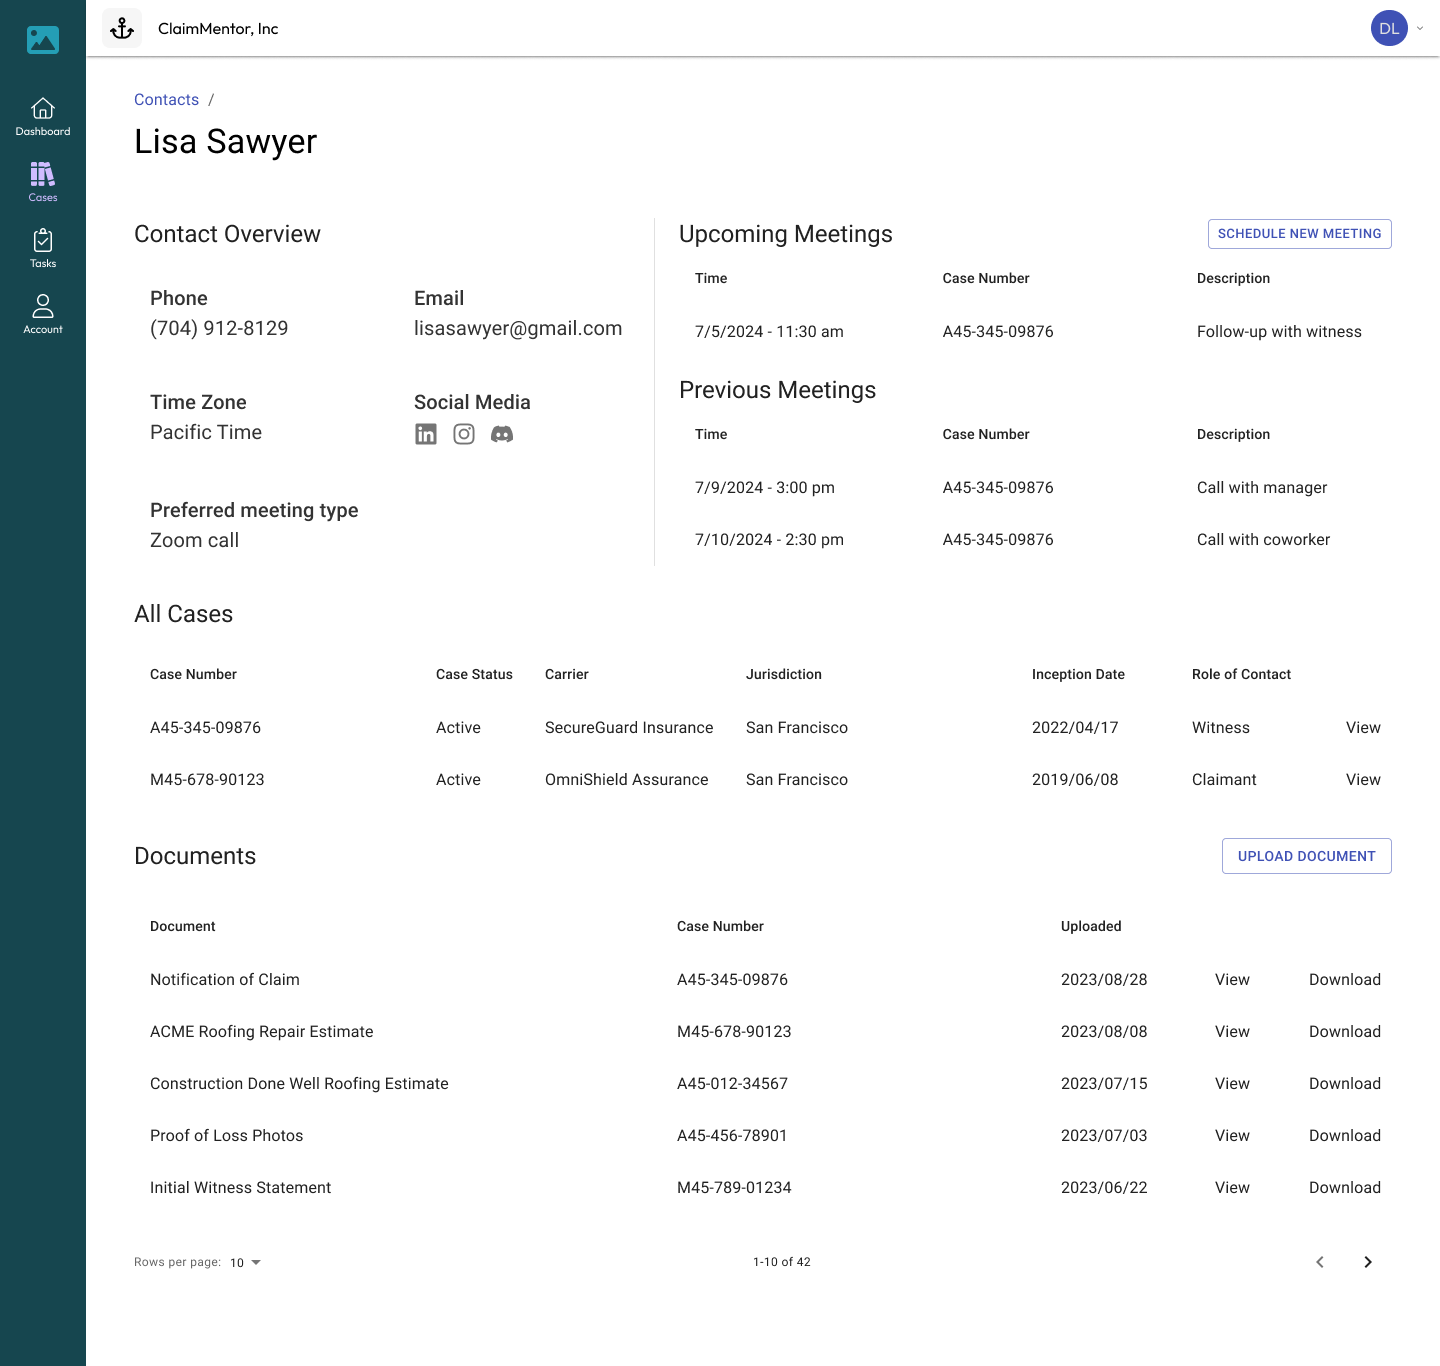 ClaimMentor, Inc
DL
Dashboard
Cases
Tasks
Account
Contacts /
Lisa Sawyer
Contact Overview
Phone
(704) 912-8129
Email
lisasawyer@gmail.com
Time Zone
Pacific Time
Social Media
Preferred meeting type
Zoom call
Upcoming Meetings
SCHEDULE NEW MEETING
Time Case Number Description
7/5/2024 - 11:30 am A45-345-09876 Follow-up with witness
Previous Meetings
Time Case Number Description
7/9/2024 - 3:00 pm A45-345-09876 Call with manager
7/10/2024 - 2:30 pm A45-345-09876 Call with coworker
All Cases
Case Number Case Status Carrier Jurisdiction Inception Date Role of Contact
A45-345-09876 Active SecureGuard Insurance San Francisco 2022/04/17 Witness View
M45-678-90123 Active OmniShield Assurance San Francisco 2019/06/08 Claimant View
Documents
UPLOAD DOCUMENT
Document Case Number Uploaded
Notification of Claim A45-345-09876 2023/08/28 View Download
ACME Roofing Repair Estimate M45-678-90123 2023/08/08 View Download
Construction Done Well Roofing Estimate A45-012-34567 2023/07/15 View Download
Proof of Loss Photos A45-456-78901 2023/07/03 View Download
Initial Witness Statement M45-789-01234 2023/06/22 View Download
Rows per page: 10 1-10 of 42